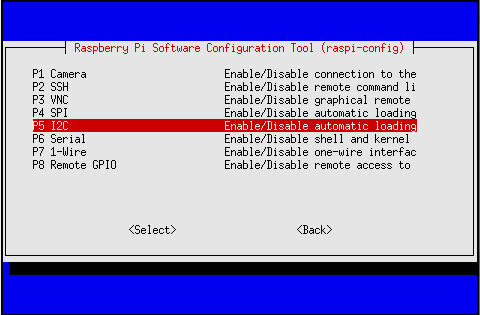 Raspberry Pi Software Configuration Tool (raspi-config)
P1 Camera Enable/Disable connection to the
P2 SSH Enable/Disable remote command li
P3 VNC Enable/Disable graphical remote
P4 SPI Enable/Disable automatic loading
P5 I2C Enable/Disable automatic loading
P6 Serial Enable/Disable shell and kernel
P7 1-Wire Enable/Disable one-wire interfac
P8 Remote GPIO Enable/Disable remote access to
<Select> <Back>